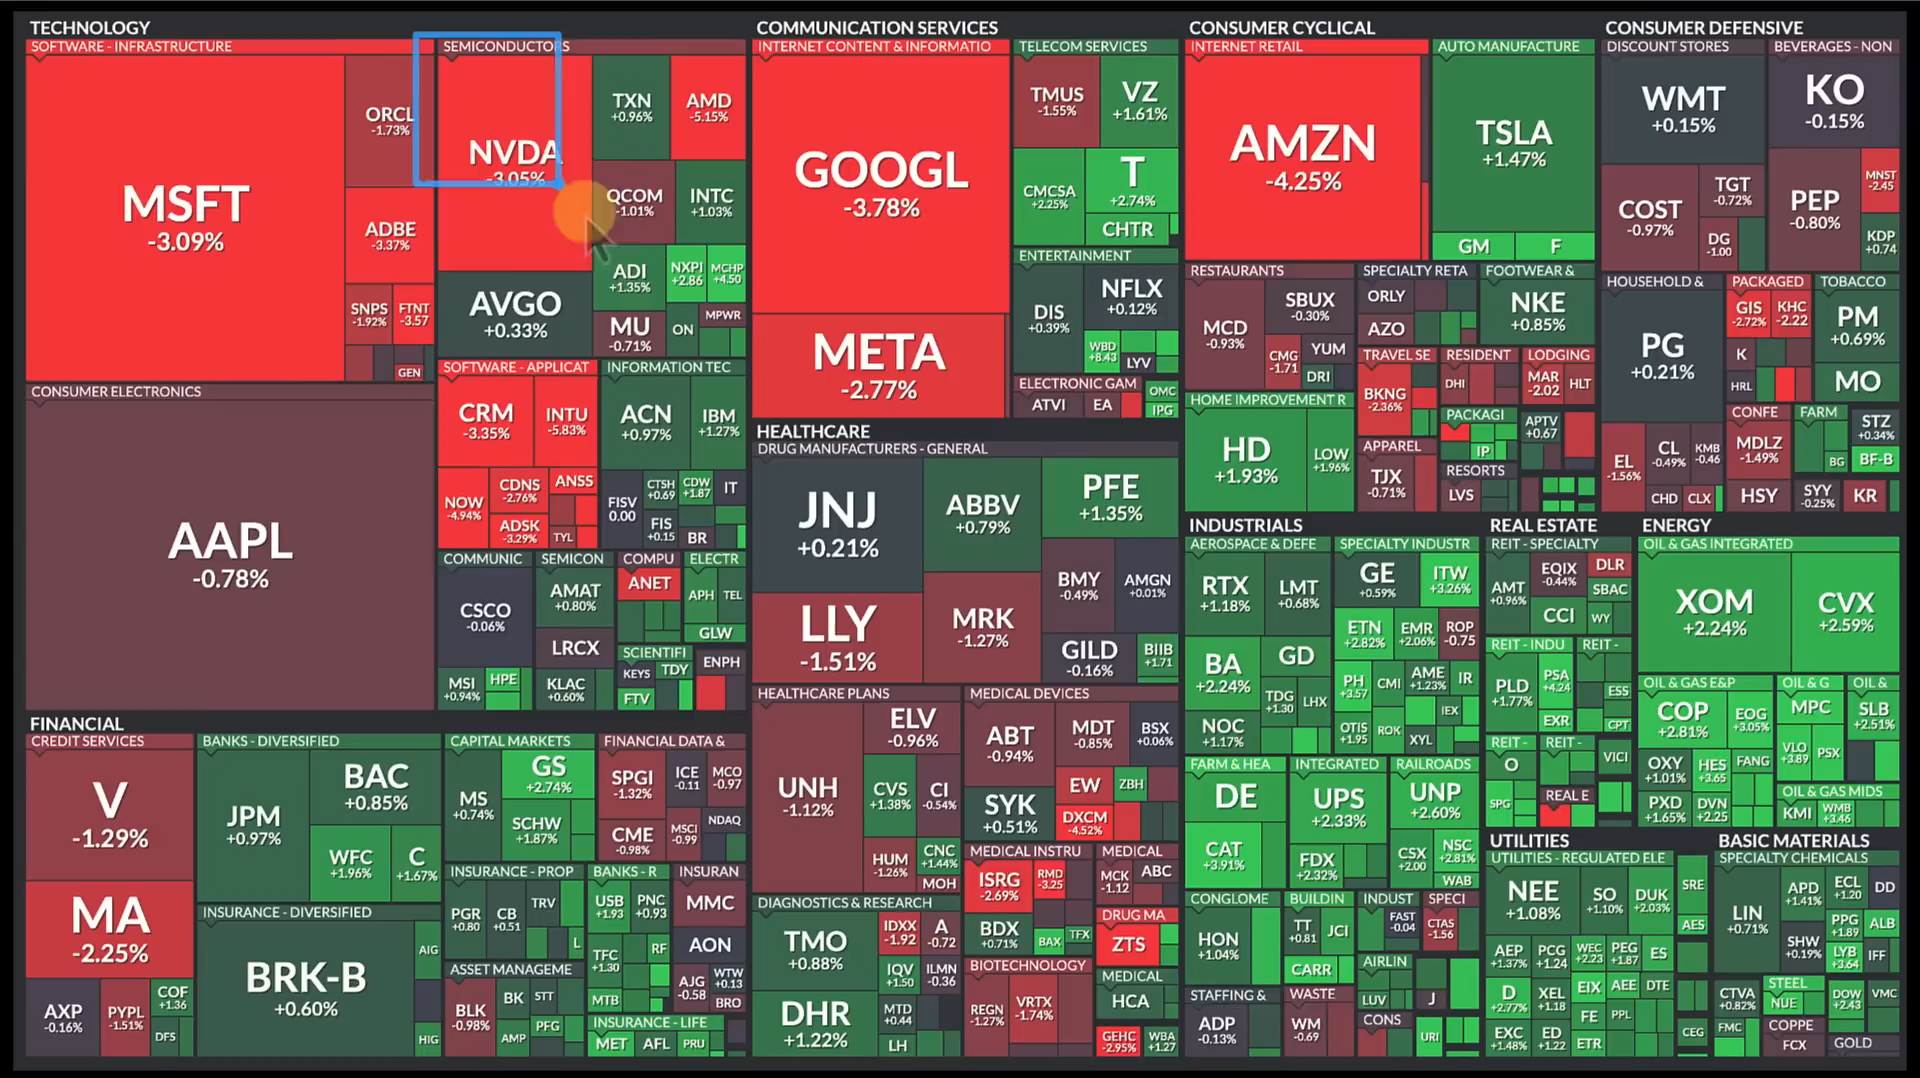 TECHNOLOGY
SOFTWARE - INFRASTRUCTURE
MSFT
-3.09%
ORCL
-1.73%
ADBE
-3.37%
SNPS
-1.92%
FTNT
-3.57
GEN
SEMICONDUCTORS
NVDA
-3.05%
TXN
+0.96%
AMD
-5.15%
QCOM
-1.01%
INTC
+1.03%
AVGO
+0.33%
ADI
+1.35%
NXPI
+2.86
MCHP
+4.50
MU
-0.71%
ON
MPWR
CONSUMER ELECTRONICS
AAPL
-0.78%
SOFTWARE - APPLICAT
CRM
-3.35%
INTU
-5.83%
NOW
-4.94%
CDNS
-2.76%
ANSS
ADSK
-3.29%
TYL
INFORMATION TEC
ACN
+0.97%
IBM
+1.27%
FISV
0.00
CTSH
+0.69
CDW
+1.87
IT
FIS
+0.15
BR
COMMUNIC
CSCO
-0.06%
MSI
+0.94%
HPE
SEMICON
AMAT
+0.80%
LRCX
KLAC
+0.60%
COMPU
ANET
ELECTR
APH
TEL
GLW
SCIENTIFI
KEYS
TDY
FTV
ENPH
FINANCIAL
CREDIT SERVICES
V
-1.29%
MA
-2.25%
AXP
-0.16%
PYPL
-1.51%
COF
+1.36
DFS
BANKS - DIVERSIFIED
JPM
+0.97%
BAC
+0.85%
WFC
+1.96%
C
+1.67%
INSURANCE - DIVERSIFIED
BRK-B
+0.60%
AIG
HIG
CAPITAL MARKETS
MS
+0.74%
GS
+2.74%
SCHW
+1.87%
FINANCIAL DATA &
SPGI
-1.32%
ICE
-0.11
MCO
-0.97
CME
-0.98%
MSCI
-0.99
NDAQ
INSURANCE - PROP
PGR
+0.80
CB
+0.51
TRV
L
BANKS - R
USB
+1.93
PNC
+0.93
TFC
+1.30
RF
MTB
INSURAN
MMC
AON
AJG
-0.58
WTW
+0.13
BRO
ASSET MANAGEME
BLK
-0.98%
BK
STT
AMP
PFG
INSURANCE - LIFE
MET
AFL
PRU
COMMUNICATION SERVICES
INTERNET CONTENT & INFORMATIO
GOOGL
-3.78%
META
-2.77%
TELECOM SERVICES
TMUS
-1.55%
VZ
+1.61%
CMCSA
+2.25%
T
+2.74%
CHTR
ENTERTAINMENT
DIS
+0.39%
NFLX
+0.12%
WBD
+8.43
LYV
ELECTRONIC GAM
ATVI
EA
OMC
IPG
HEALTHCARE
DRUG MANUFACTURERS - GENERAL
JNJ
+0.21%
ABBV
+0.79%
PFE
+1.35%
LLY
-1.51%
MRK
-1.27%
BMY
-0.49%
AMGN
+0.01%
GILD
-0.16%
BIIB
+1.71
HEALTHCARE PLANS
UNH
-1.12%
ELV
-0.96%
CVS
+1.38%
CI
-0.54%
HUM
-1.26%
CNC
+1.44%
MOH
MEDICAL DEVICES
ABT
-0.94%
MDT
-0.85%
BSX
+0.06%
SYK
+0.51%
EW
ZBH
DXCM
-4.52%
MEDICAL INSTRU
ISRG
-2.69%
RMD
-3.25
BDX
+0.71%
BAX
TFX
MEDICAL
MCK
-1.12
ABC
DIAGNOSTICS & RESEARCH
TMO
+0.88%
IDXX
-1.92
A
-0.72
DHR
+1.22%
IQV
+1.50
ILMN
-0.36
MTD
+0.44
LH
DRUG MA
ZTS
BIOTECHNOLOGY
REGN
-1.27%
VRTX
-1.74%
MEDICAL
HCA
GEHC
-2.95%
WBA
+1.27
CONSUMER CYCLICAL
INTERNET RETAIL
AMZN
-4.25%
AUTO MANUFACTURE
TSLA
+1.47%
GM
F
RESTAURANTS
MCD
-0.93%
SBUX
-0.30%
CMG
-1.71
YUM
DRI
SPECIALTY RETA
ORLY
AZO
FOOTWEAR &
NKE
+0.85%
HOME IMPROVEMENT R
HD
+1.93%
LOW
+1.96%
TRAVEL SE
BKNG
-2.36%
RESIDENT
DHI
LODGING
MAR
-2.02
HLT
PACKAGI
IP
APTV
+0.67
APPAREL
TJX
-0.71%
RESORTS
LVS
CONSUMER DEFENSIVE
DISCOUNT STORES
WMT
+0.15%
COST
-0.97%
TGT
-0.72%
DG
-1.00
BEVERAGES - NON
KO
-0.15%
PEP
-0.80%
MNST
-2.45
KDP
+0.74
HOUSEHOLD &
PG
+0.21%
EL
-1.56%
CL
-0.49%
KMB
-0.46
CHD
CLX
PACKAGED
GIS
-2.72%
KHC
-2.22
K
HRL
TOBACCO
PM
+0.69%
MO
CONFE
MDLZ
-1.49%
HSY
FARM
BG
STZ
+0.34%
BF-B
SYY
-0.25%
KR
INDUSTRIALS
AEROSPACE & DEFE
RTX
+1.18%
LMT
+0.68%
BA
+2.24%
GD
TDG
+1.30
LHX
NOC
+1.17%
SPECIALTY INDUSTR
GE
+0.59%
ITW
+3.26%
ETN
+2.82%
EMR
+2.06%
ROP
-0.75
PH
+3.57
CMI
AME
+1.23%
IR
OTIS
+1.95
ROK
IEX
XYL
FARM & HEA
DE
CAT
+3.91%
INTEGRATED
UPS
+2.33%
FDX
+2.32%
RAILROADS
UNP
+2.60%
CSX
+2.00
NSC
+2.81%
WAB
CONGLOME
HON
+1.04%
BUILDIN
TT
+0.81
JCI
CARR
INDUST
FAST
-0.04
SPECI
CTAS
-1.56
AIRLIN
LUV
J
STAFFING &
ADP
-0.13%
WASTE
WM
-0.69
CONS
URI
REAL ESTATE
REIT - SPECIALTY
AMT
+0.96%
EQIX
-0.44%
DLR
SBAC
CCI
WY
REIT - INDU
PLD
+1.77%
PSA
+4.24
EXR
REIT -
ESS
CPT
REIT -
O
SPG
REIT -
VICI
REAL E
ENERGY
OIL & GAS INTEGRATED
XOM
+2.24%
CVX
+2.59%
OIL & GAS E&P
COP
+2.81%
EOG
+3.05%
OXY
+1.01%
HES
+3.65
FANG
PXD
+1.65%
DVN
+2.25
OIL & G
MPC
VLO
+3.89
PSX
OIL &
SLB
+2.51%
OIL & GAS MIDS
KMI
WMB
+3.46
UTILITIES
UTILITIES - REGULATED ELE
NEE
+1.08%
SO
+1.10%
DUK
+2.03%
SRE
AES
AEP
+1.37%
PCG
+1.24
WEC
+2.23
PEG
+1.87
ES
D
+2.77%
XEL
+1.18
EIX
AEE
DTE
FE
PPL
EXC
+1.48%
ED
+1.22
ETR
CEG
BASIC MATERIALS
SPECIALTY CHEMICALS
LIN
+0.71%
APD
+1.41%
ECL
+1.20
DD
PPG
+1.89
ALB
SHW
+0.19%
LYB
+3.64
IFF
CTVA
+0.82%
FMC
STEEL
NUE
DOW
+2.43
VMC
COPPE
FCX
GOLD